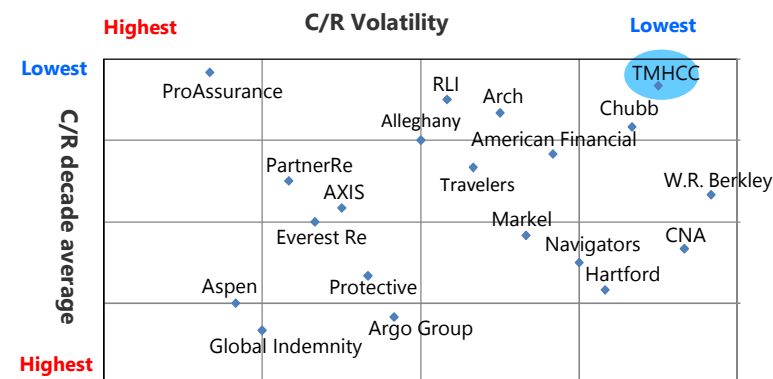 Highest
C/R Volatility
Lowest
Lowest
TMHCC
ProAssurance
RLI
Arch
Chubb
Alleghany
American Financial
PartnerRe
Travelers
W.R. Berkley
AXIS
Markel
Everest Re
Navigators
CNA
Hartford
Aspen
Protective
Argo Group
Global Indemnity
C/R decade average
Highest